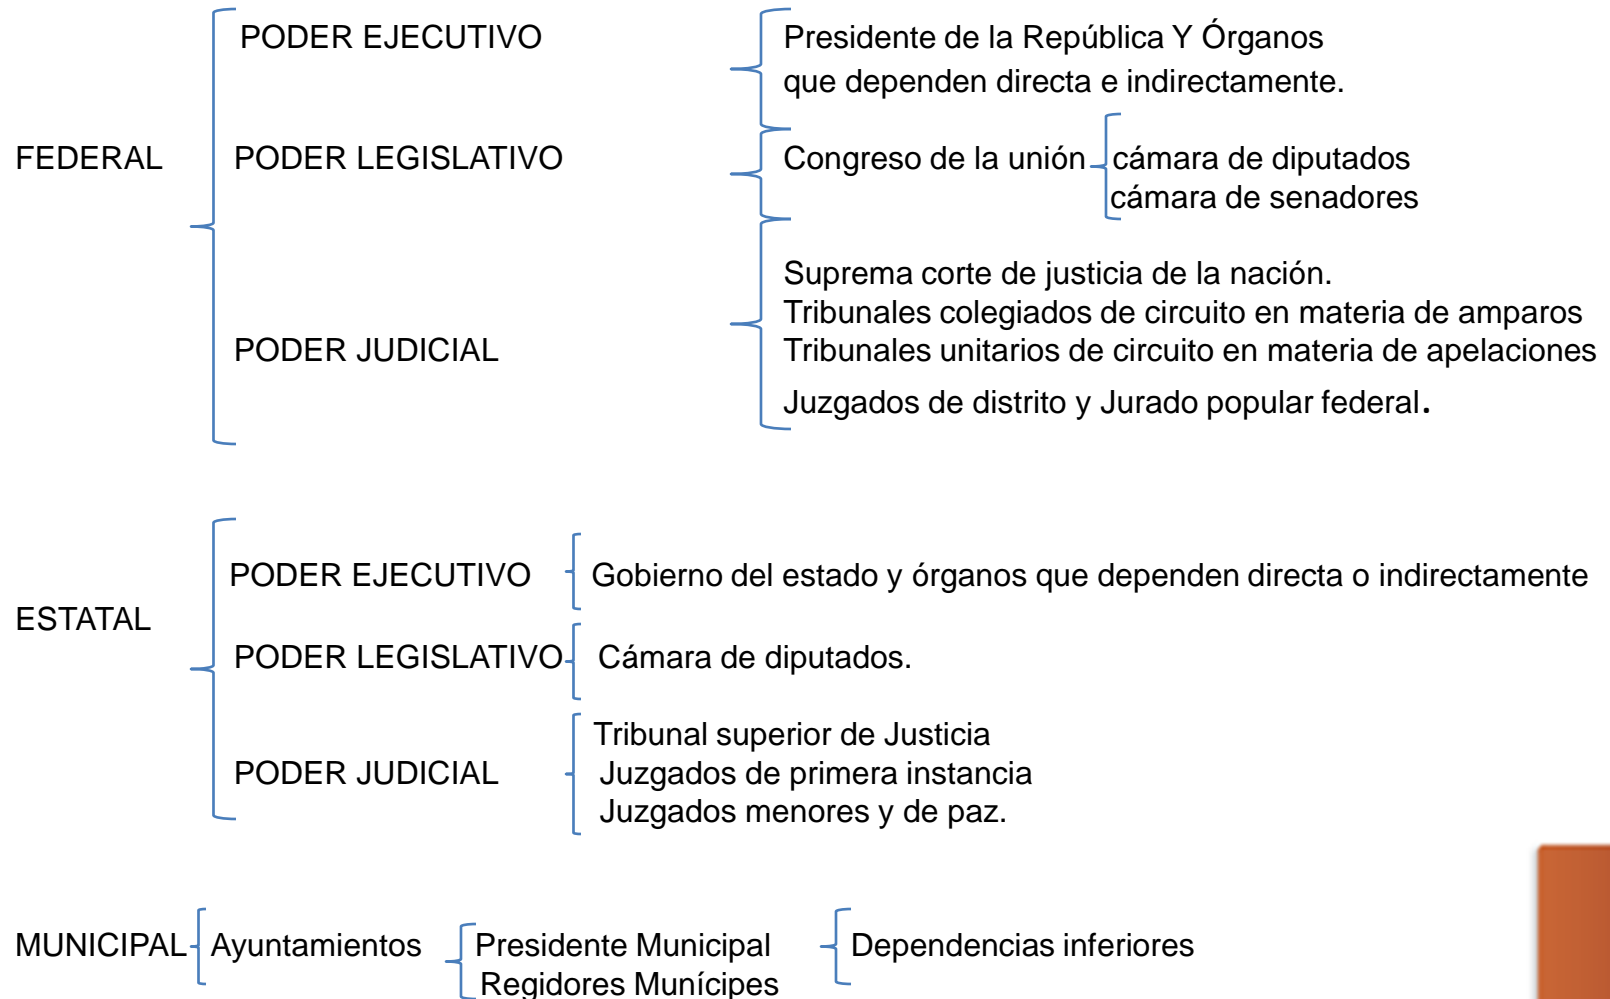 PODER EJECUTIVO
Presidente de la República Y Órganos
que dependen directa e indirectamente.
FEDERAL
PODER LEGISLATIVO
Congreso de la unión
cámara de diputados
cámara de senadores
PODER JUDICIAL
Suprema corte de justicia de la nación.
Tribunales colegiados de circuito en materia de amparos
Tribunales unitarios de circuito en materia de apelaciones
Juzgados de distrito y Jurado popular federal.
ESTATAL
PODER EJECUTIVO
Gobierno del estado y órganos que dependen directa o indirectamente
PODER LEGISLATIVO
Cámara de diputados.
PODER JUDICIAL
Tribunal superior de Justicia
Juzgados de primera instancia
Juzgados menores y de paz.
MUNICIPAL
Ayuntamientos
Presidente Municipal
Regidores Munícipes
Dependencias inferiores